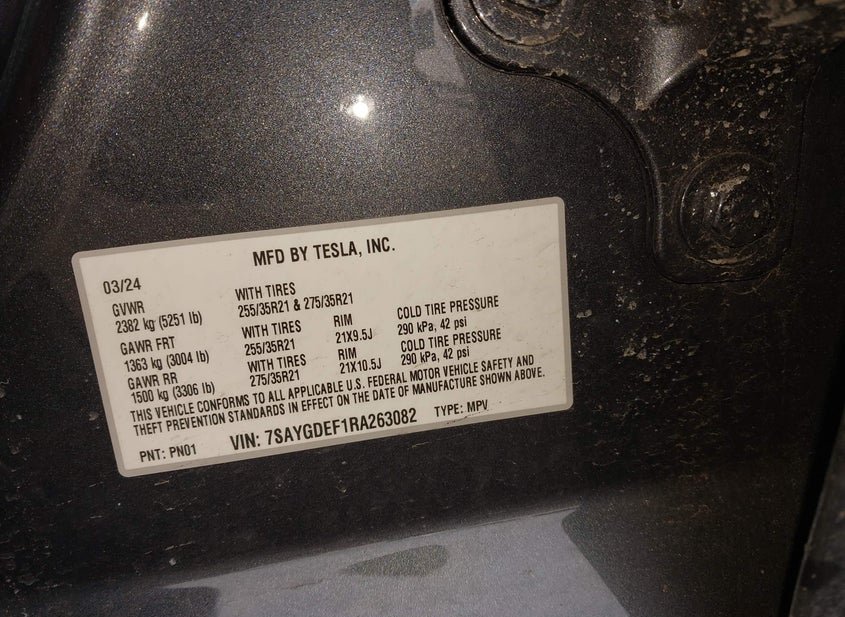 MFD BY TESLA, INC.
03/24
GVWR WITH TIRES
2382 kg (5251 lb) 255/35R21 & 275/35R21
GAWR FRT WITH TIRES RIM COLD TIRE PRESSURE
1363 kg (3004 lb) 255/35R21 21X9.5J 290 kPa, 42 psi
GAWR RR WITH TIRES RIM COLD TIRE PRESSURE
1500 kg (3306 lb) 275/35R21 21X10.5J 290 kPa, 42 psi
THIS VEHICLE CONFORMS TO ALL APPLICABLE U.S. FEDERAL MOTOR VEHICLE SAFETY AND
THEFT PREVENTION STANDARDS IN EFFECT ON THE DATE OF MANUFACTURE SHOWN ABOVE.
PNT: PN01 VIN: 7SAYGDEF1RA263082 TYPE: MPV